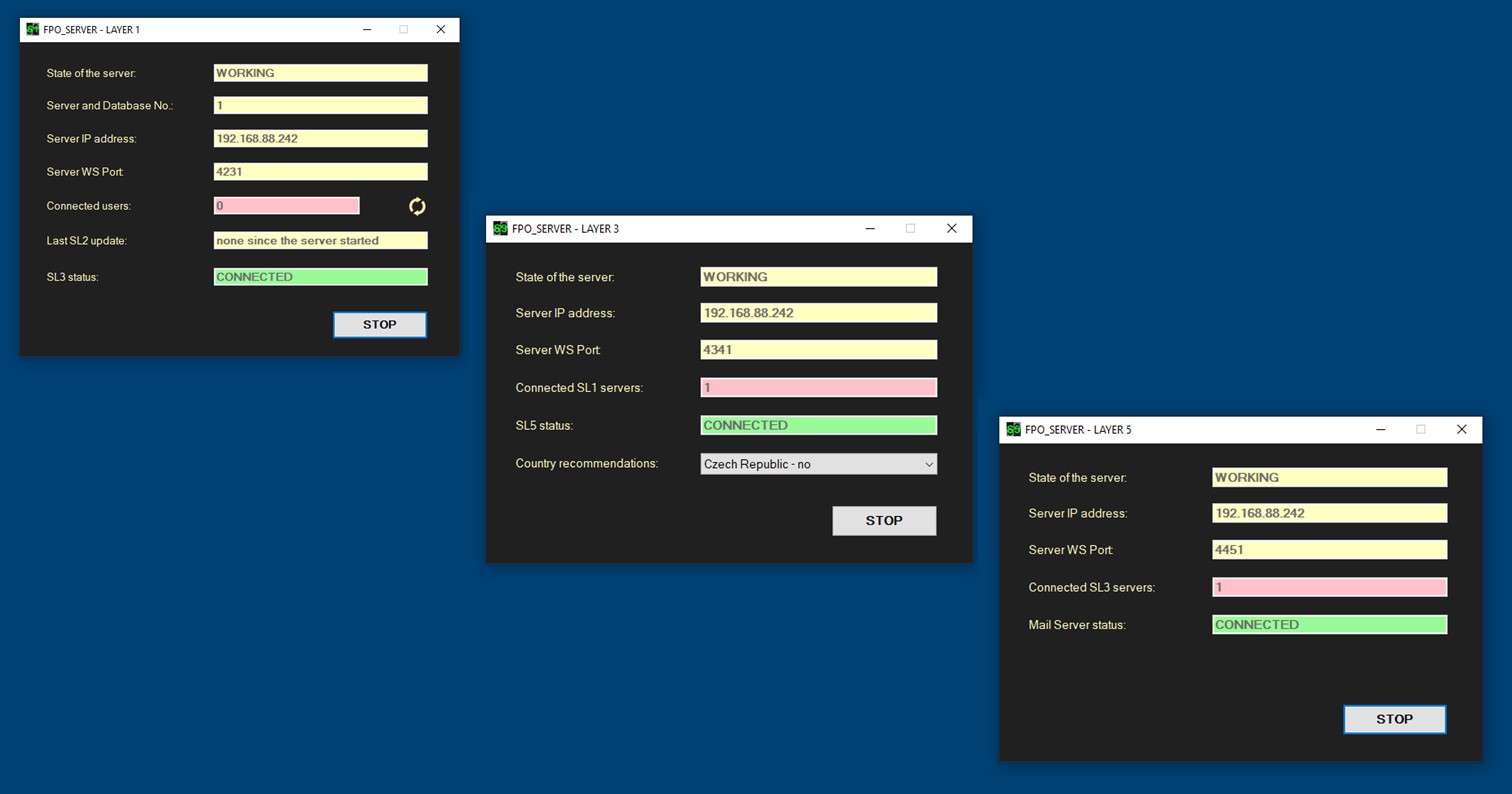 FPO_SERVER - LAYER 1
State of the server: WORKING
Server and Database No.: 1
Server IP address: 192.168.88.242
Server WS Port: 4231
Connected users: 0
Last SL2 update: none since the server started
SL3 status: CONNECTED
STOP
FPO_SERVER - LAYER 3
State of the server: WORKING
Server IP address: 192.168.88.242
Server WS Port: 4341
Connected SL1 servers: 1
SL5 status: CONNECTED
Country recommendations: Czech Republic - no
STOP
FPO_SERVER - LAYER 5
State of the server: WORKING
Server IP address: 192.168.88.242
Server WS Port: 4451
Connected SL3 servers: 1
Mail Server status: CONNECTED
STOP